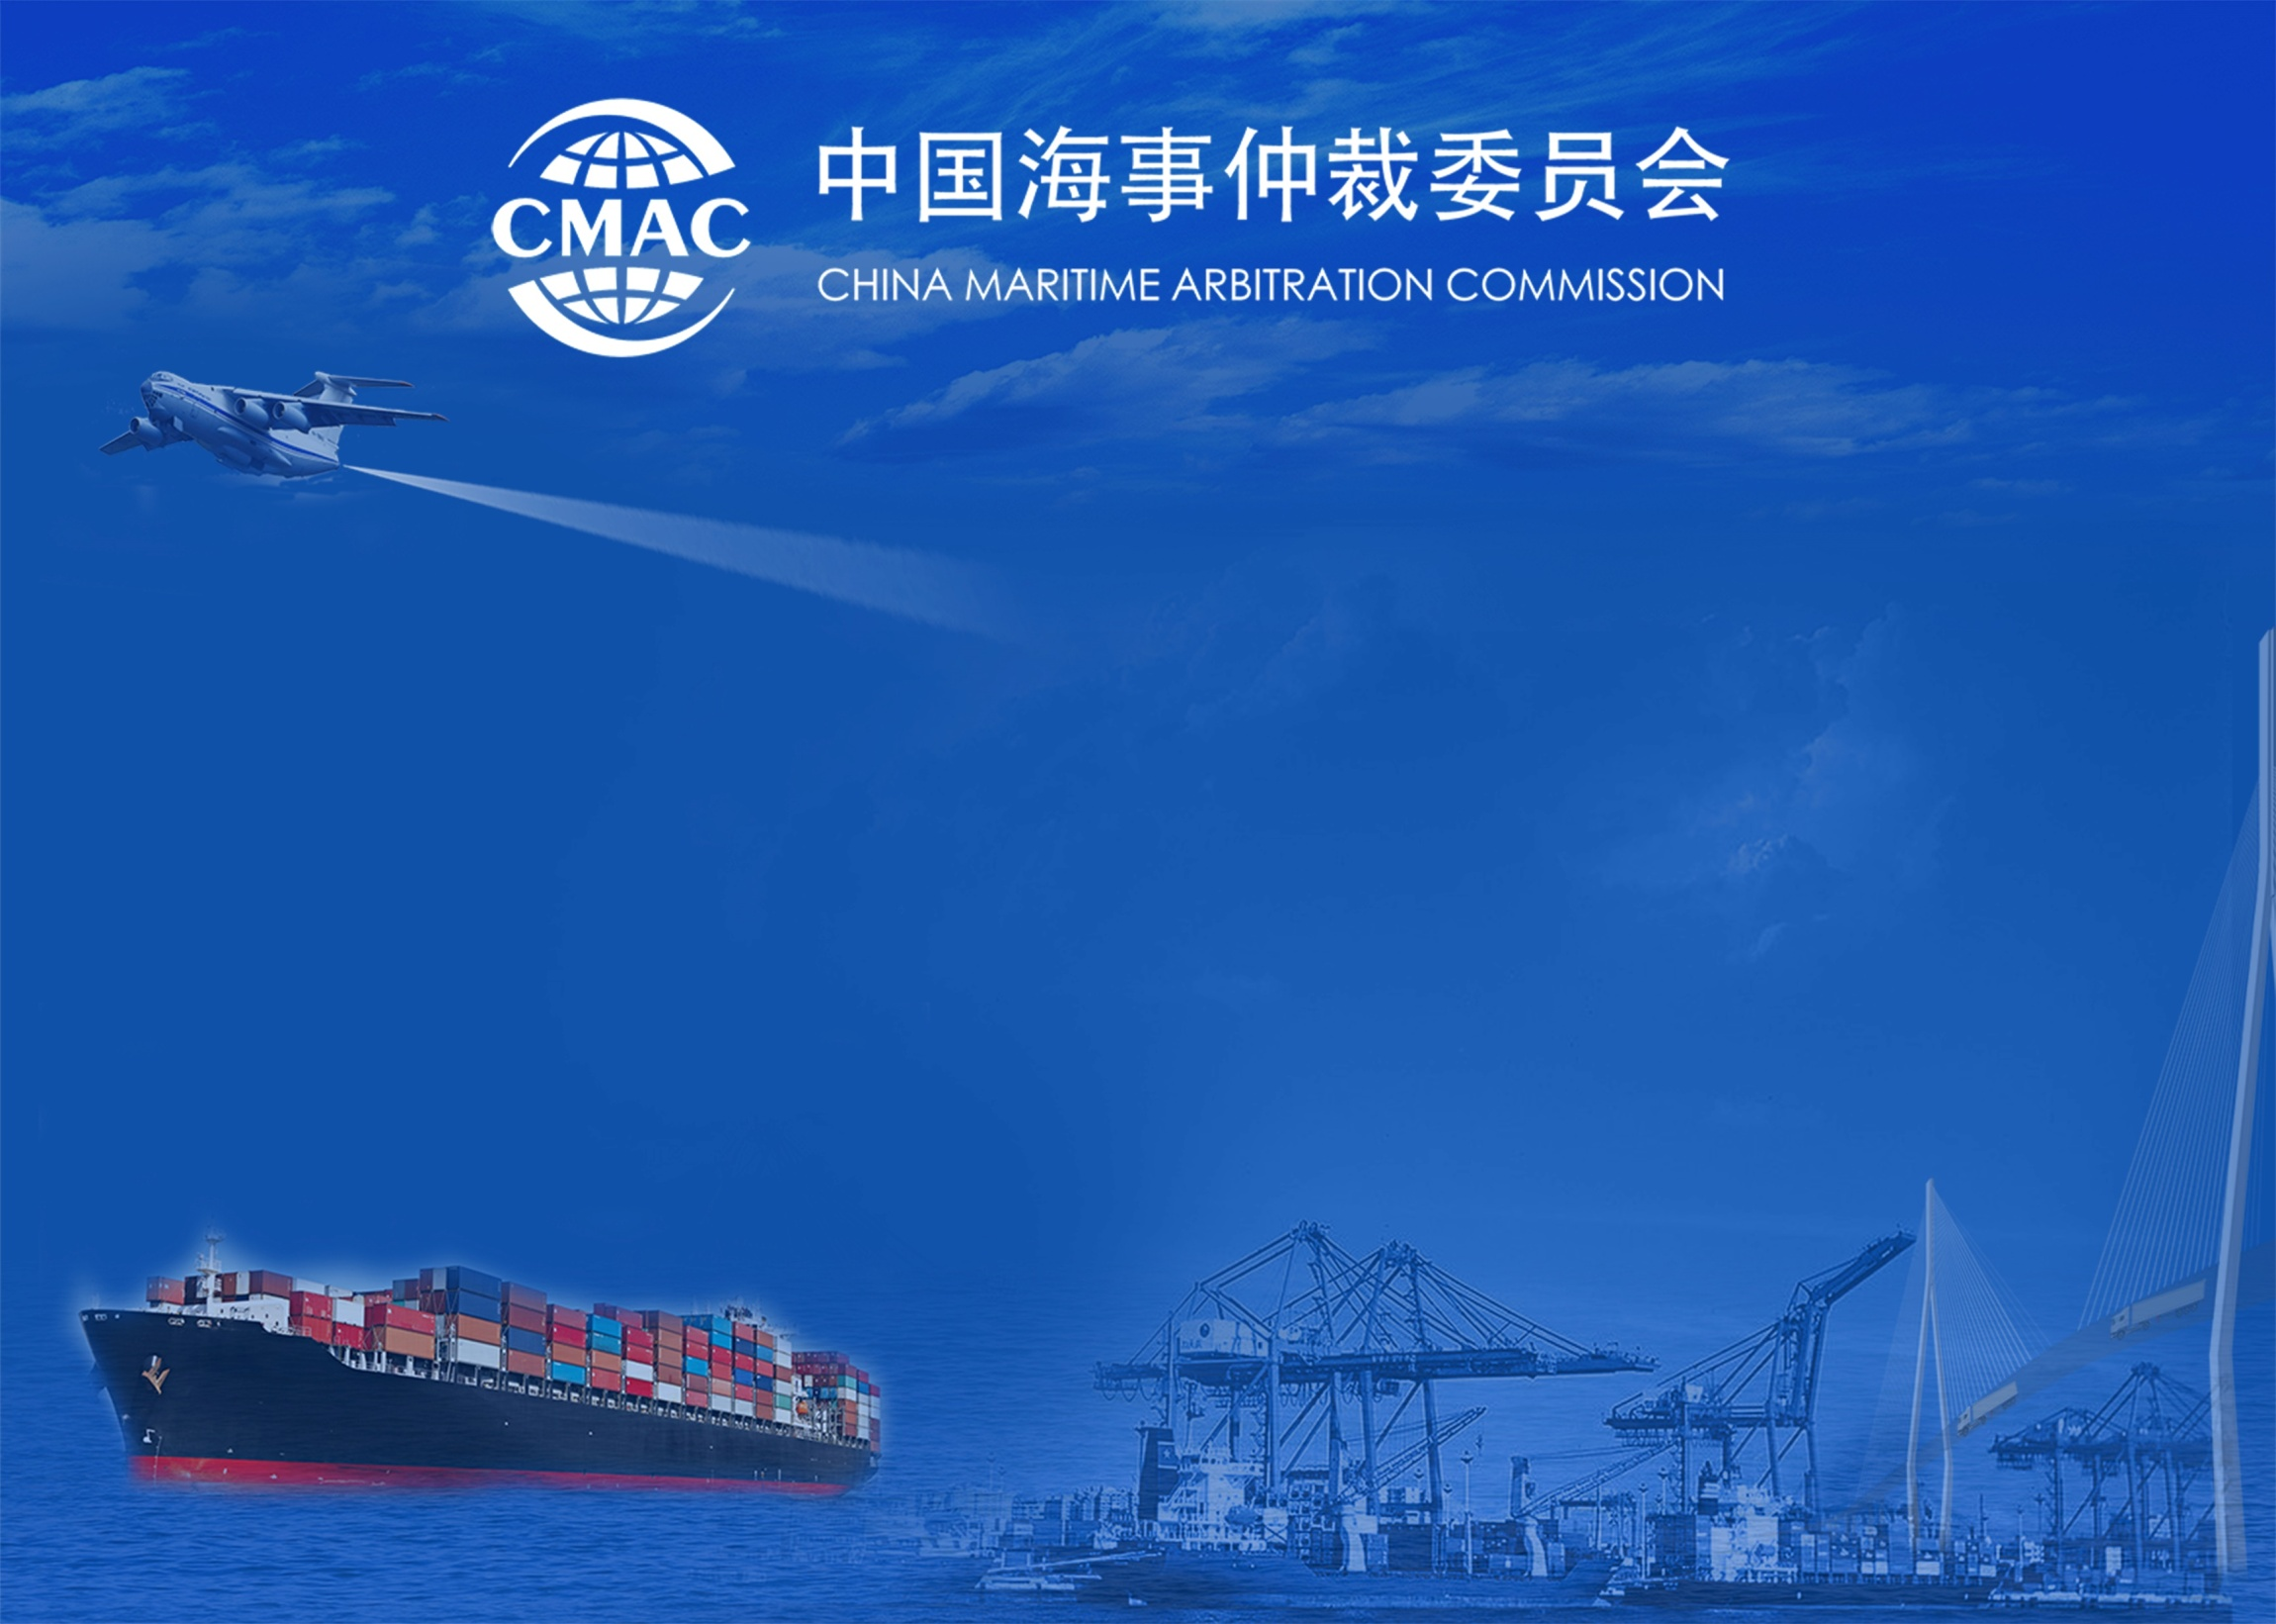 CMAC
中国海事仲裁委员会
CHINA MARITIME ARBITRATION COMMISSION